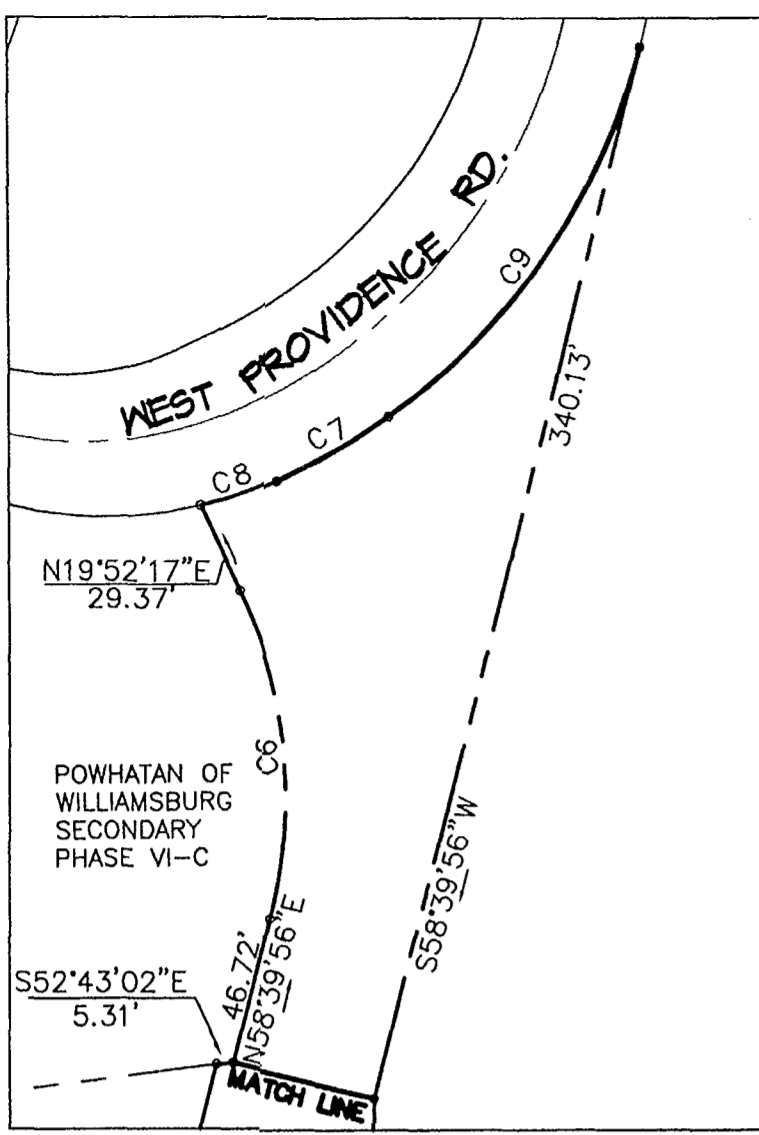 WEST PROVIDENCE RD.
C9
C7
C8
340.13'
N19°52'17"E
29.37'
C6
POWHATAN OF
WILLIAMSBURG
SECONDARY
PHASE VI-C
S58°39'56"W
46.72'
N58°39'56"E
S52°43'02"E
5.31'
MATCH LINE